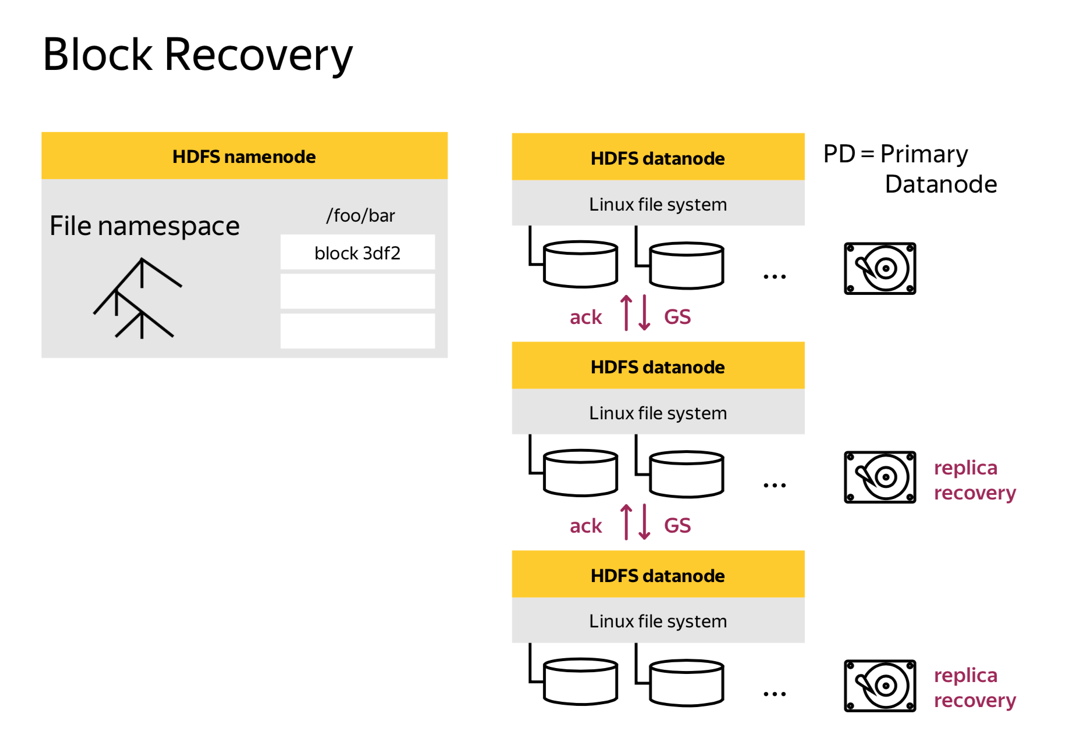 Block Recovery
HDFS namenode
File namespace
/foo/bar
block 3df2
HDFS datanode
Linux file system
...
PD = Primary
Datanode
ack
GS
HDFS datanode
Linux file system
...
replica
recovery
ack
GS
HDFS datanode
Linux file system
...
replica
recovery